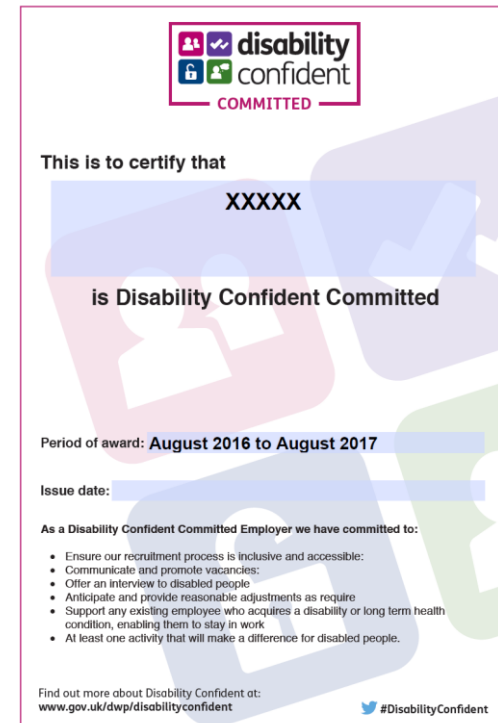 disability
confident
COMMITTED
This is to certify that
XXXXX
is Disability Confident Committed
Period of award: August 2016 to August 2017
Issue date:
As a Disability Confident Committed Employer we have committed to:
• Ensure our recruitment process is inclusive and accessible:
• Communicate and promote vacancies:
• Offer an interview to disabled people
• Anticipate and provide reasonable adjustments as require
• Support any existing employee who acquires a disability or long term health
condition, enabling them to stay in work
• At least one activity that will make a difference for disabled people.
Find out more about Disability Confident at:
www.gov.uk/dwp/disabilityconfident
#DisabilityConfident